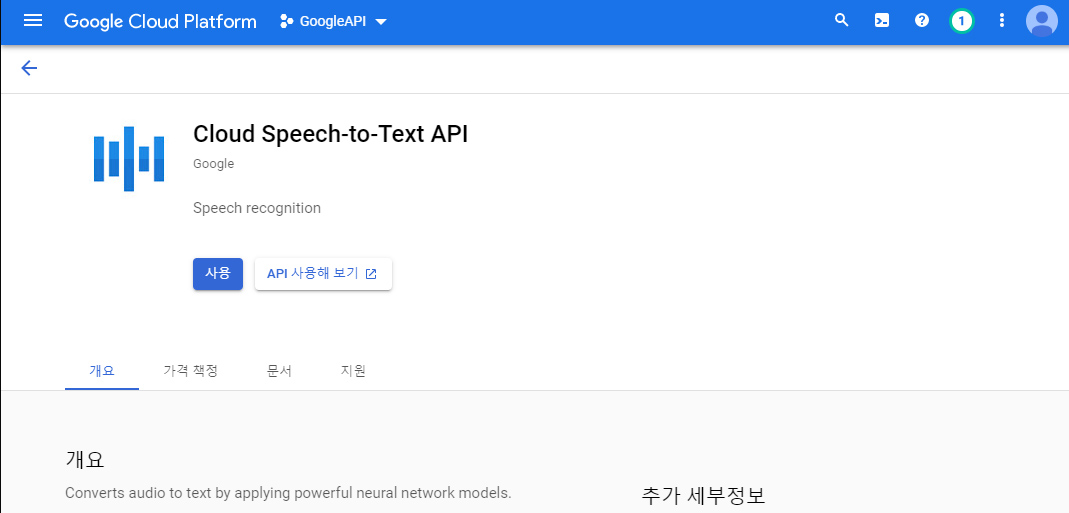 Google Cloud Platform GoogleAPI 1
Cloud Speech-to-Text API
Google
Speech recognition
사용 API 사용해 보기
개요 가격 책정 문서 지원
개요
Converts audio to text by applying powerful neural network models.
추가 세부정보